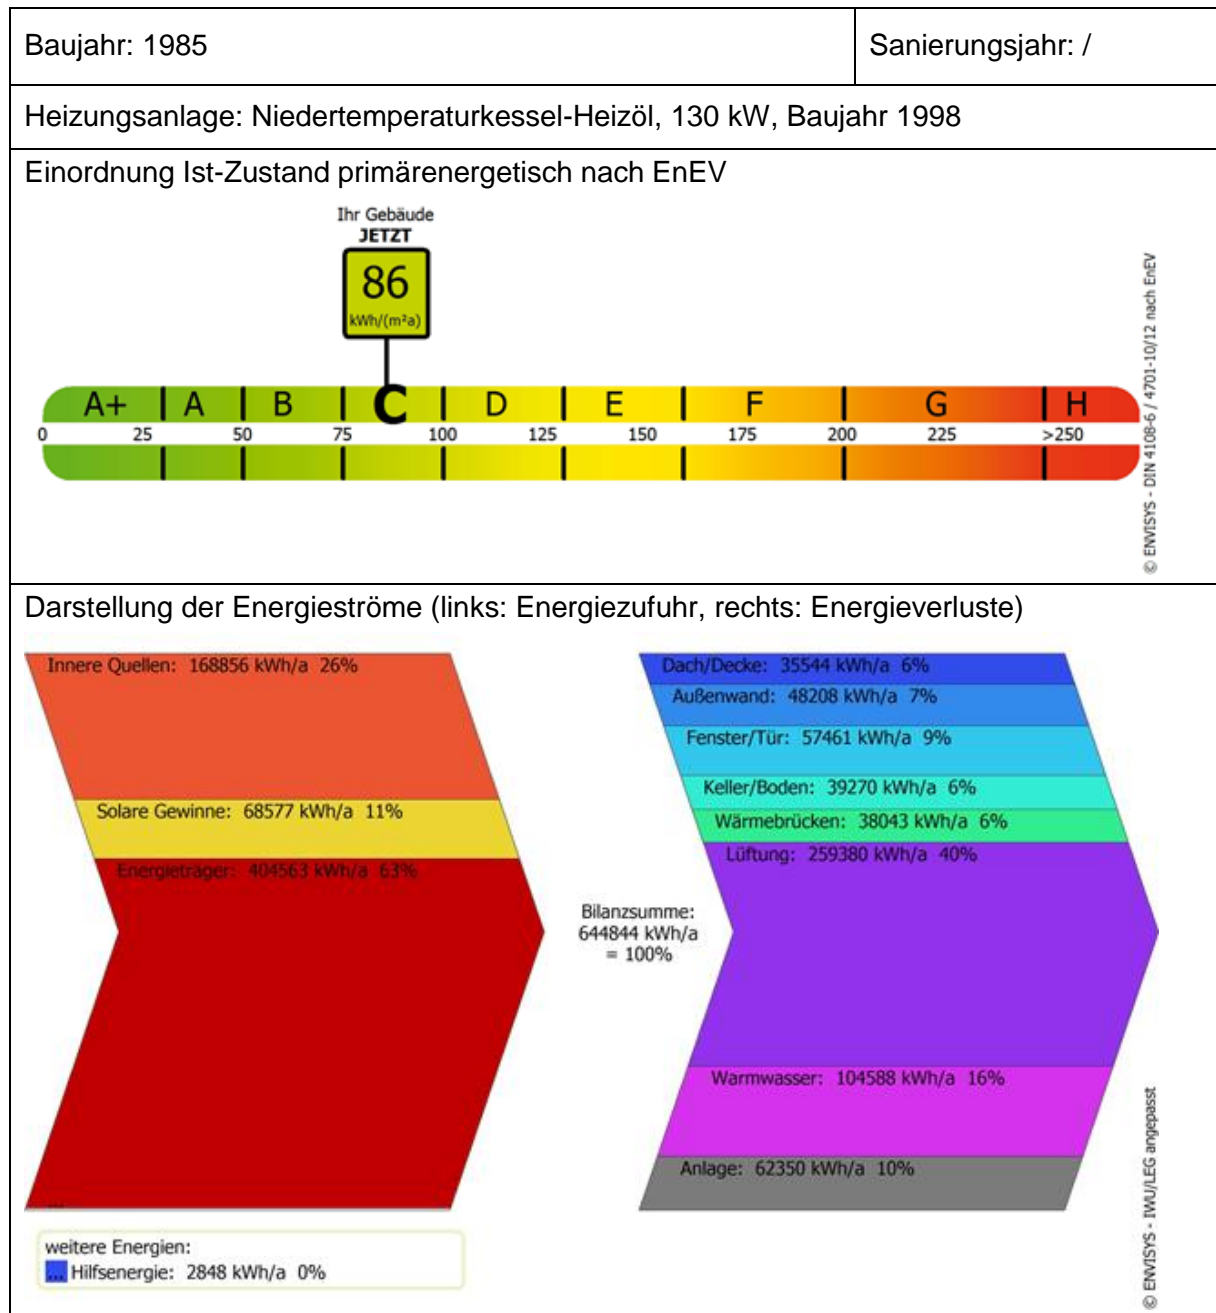 Baujahr: 1985
Sanierungsjahr: /
Heizungsanlage: Niedertemperaturkessel-Heizöl, 130 kW, Baujahr 1998
Einordnung Ist-Zustand primärenergetisch nach EnEV
Ihr Gebäude
JETZT
86
kWh/(m²a)
A+ A B C D E F G H
0 25 50 75 100 125 150 175 200 225 >250
© ENVISYS - DIN 4108-6 / 4701-10/12 nach EnEV
Darstellung der Energieströme (links: Energiezufuhr, rechts: Energieverluste)
Innere Quellen: 168856 kWh/a 26%
Solare Gewinne: 68577 kWh/a 11%
Energieträger: 404563 kWh/a 63%
...
weitere Energien:
... Hilfsenergie: 2848 kWh/a 0%
Bilanzsumme:
644844 kWh/a
= 100%
Dach/Decke: 35544 kWh/a 6%
Außenwand: 48208 kWh/a 7%
Fenster/Tür: 57461 kWh/a 9%
Keller/Boden: 39270 kWh/a 6%
Wärmebrücken: 38043 kWh/a 6%
Lüftung: 259380 kWh/a 40%
Warmwasser: 104588 kWh/a 16%
Anlage: 62350 kWh/a 10%
© ENVISYS - IWU/LEG angepasst